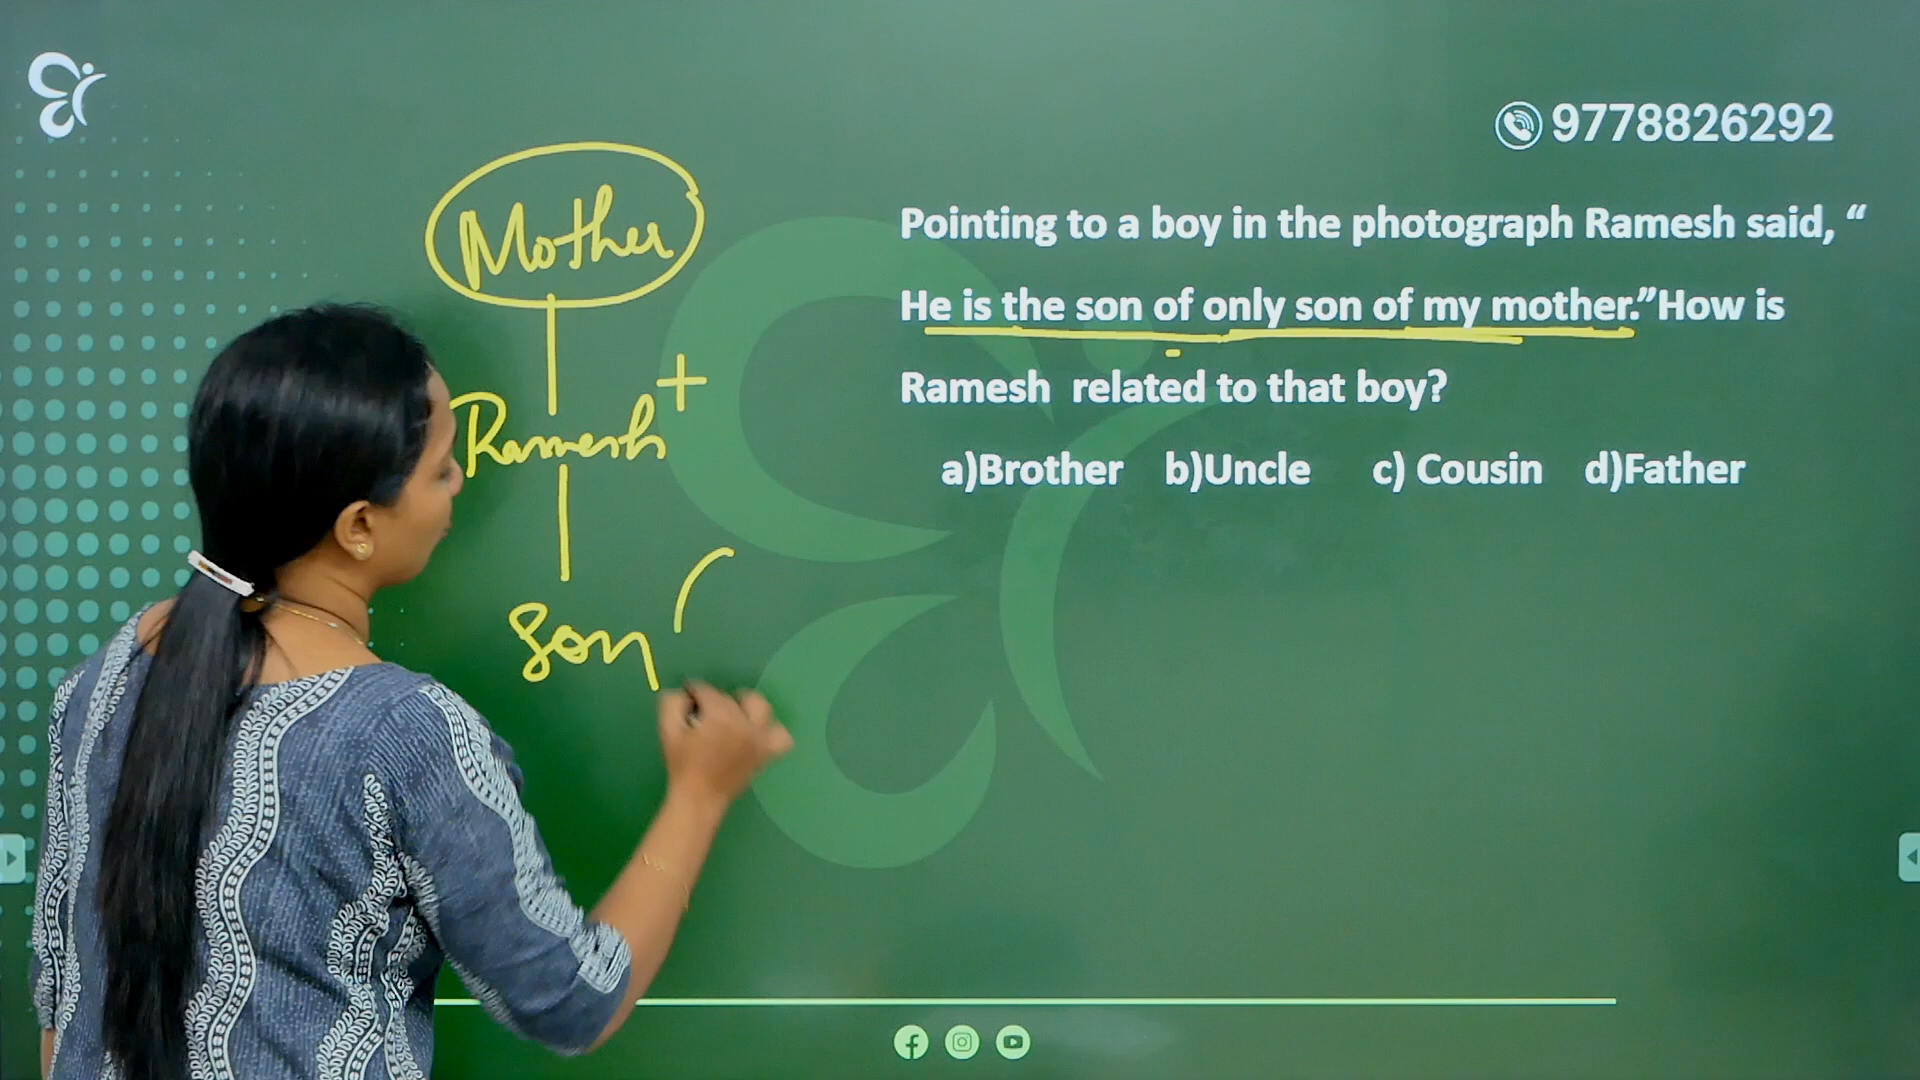 9778826292
Mother
Ramesh +
Son (
Pointing to a boy in the photograph Ramesh said, “
He is the son of only son of my mother.”How is
Ramesh related to that boy?
a)Brother b)Uncle c) Cousin d)Father